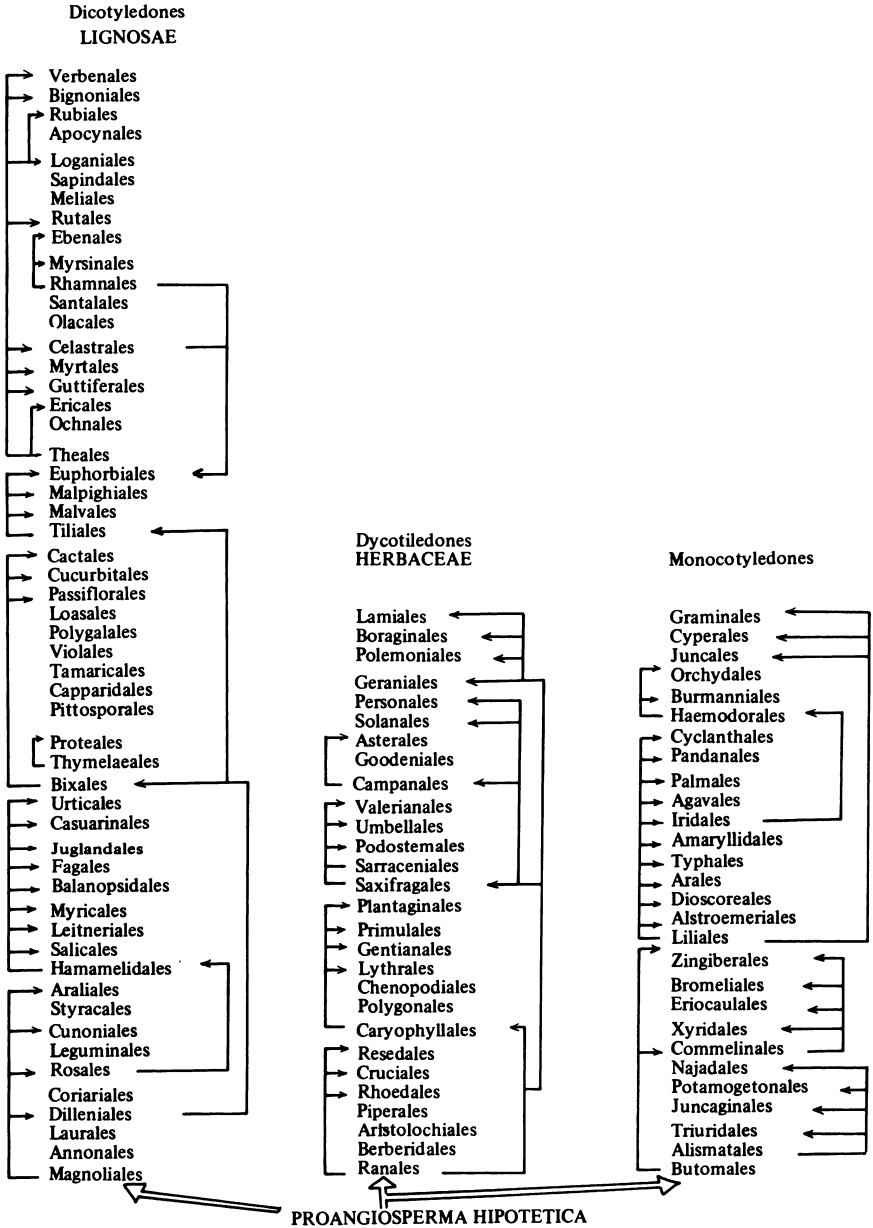 Dicotyledones
LIGNOSAE
Verbenales
Bignoniales
Rubiales
Apocynales
Loganiales
Sapindales
Meliales
Rutales
Ebenales
Myrsinales
Rhamnales
Santalales
Olacales
Celastrales
Myrtales
Guttiferales
Ericales
Ochnales
Theales
Euphorbiales
Malpighiales
Malvales
Tiliales
Cactales
Cucurbitales
Passiflorales
Loasales
Polygalales
Violales
Tamaricales
Capparidales
Pittosporales
Proteales
Thymelaeales
Bixales
Urticales
Casuarinales
Juglandales
Fagales
Balanopsidales
Myricales
Leitneriales
Salicales
Hamamelidales
Araliales
Styracales
Cunoniales
Leguminales
Rosales
Coriariales
Dilleniales
Laurales
Annonales
Magnoliales
Dycotiledones
HERBACEAE
Lamiales
Boraginales
Polemoniales
Geraniales
Personales
Solanales
Asterales
Goodeniales
Campanales
Valerianales
Umbellales
Podostemales
Sarraceniales
Saxifragales
Plantaginales
Primulales
Gentianales
Lythrales
Chenopodiales
Polygonales
Caryophyllales
Resedales
Cruciales
Rhoedales
Piperales
Aristolochiales
Berberidales
Ranales
Monocotyledones
Graminales
Cyperales
Juncales
Orchydales
Burmanniales
Haemodorales
Cyclanthales
Pandanales
Palmales
Agavales
Iridales
Amaryllidales
Typhales
Arales
Dioscoreales
Alstroemeriales
Liliales
Zingiberales
Bromeliales
Eriocaulales
Xyridales
Commelinales
Najadales
Potamogetonales
Juncaginales
Triuridales
Alismatales
Butomales
PROANGIOSPERMA HIPOTETICA